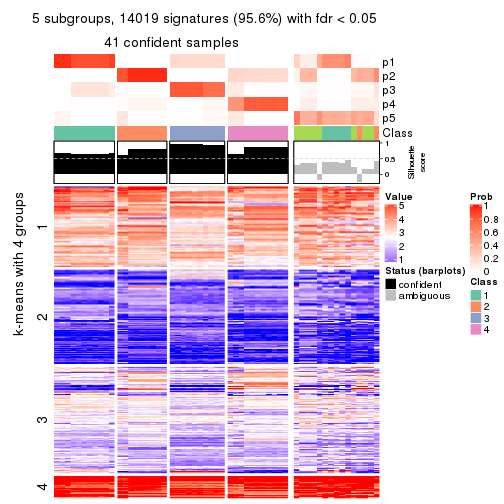 5 subgroups, 14019 signatures (95.6%) with fdr < 0.05
41 confident samples
p1
p2
p3
p4
p5
Class
1
0.5
0
Silhouette
score
k-means with 4 groups
1
2
3
4
Value
5
4
3
2
1
Status (barplots)
confident
ambiguous
Prob
1
0.8
0.6
0.4
0.2
0
Class
1
2
3
4